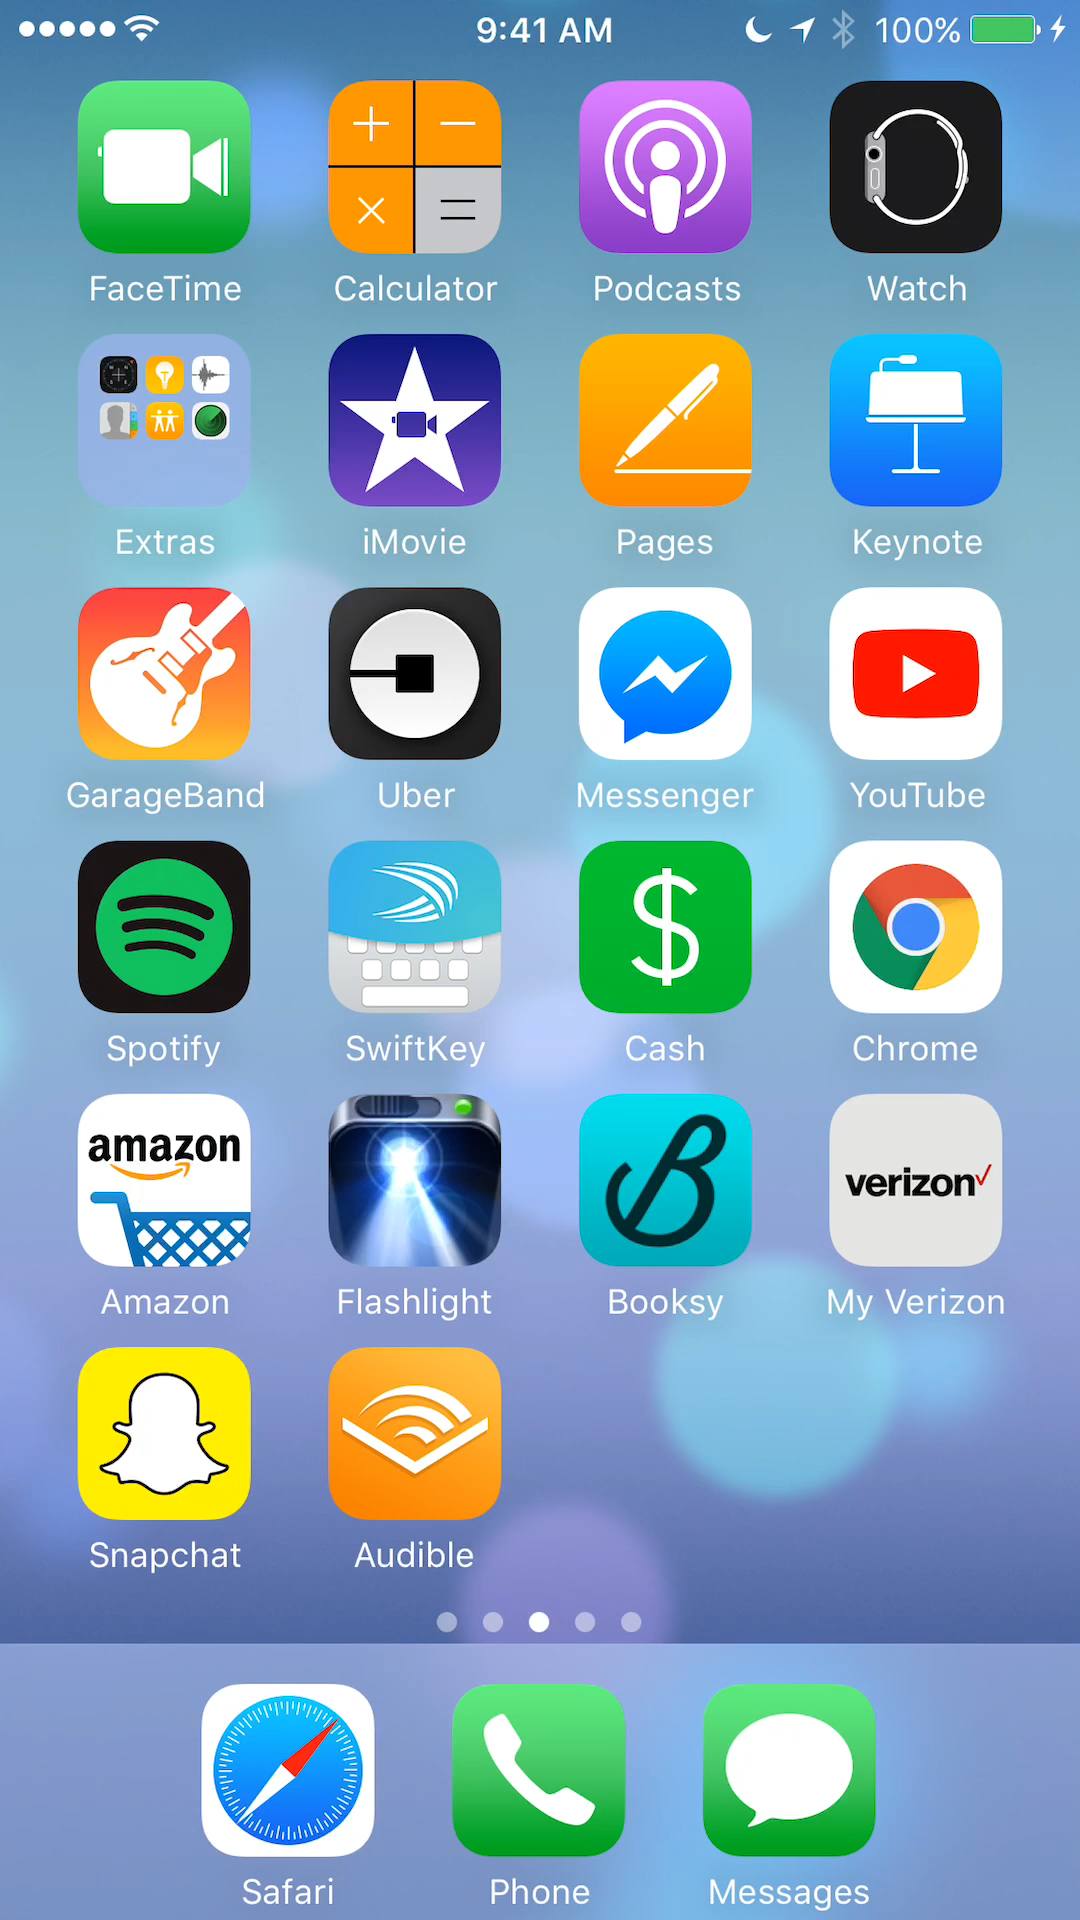 9:41 AM 100%
FaceTime Calculator Podcasts Watch
Extras iMovie Pages Keynote
GarageBand Uber Messenger YouTube
Spotify SwiftKey Cash Chrome
amazon
verizon
Amazon Flashlight Booksy My Verizon
Snapchat Audible
Safari Phone Messages